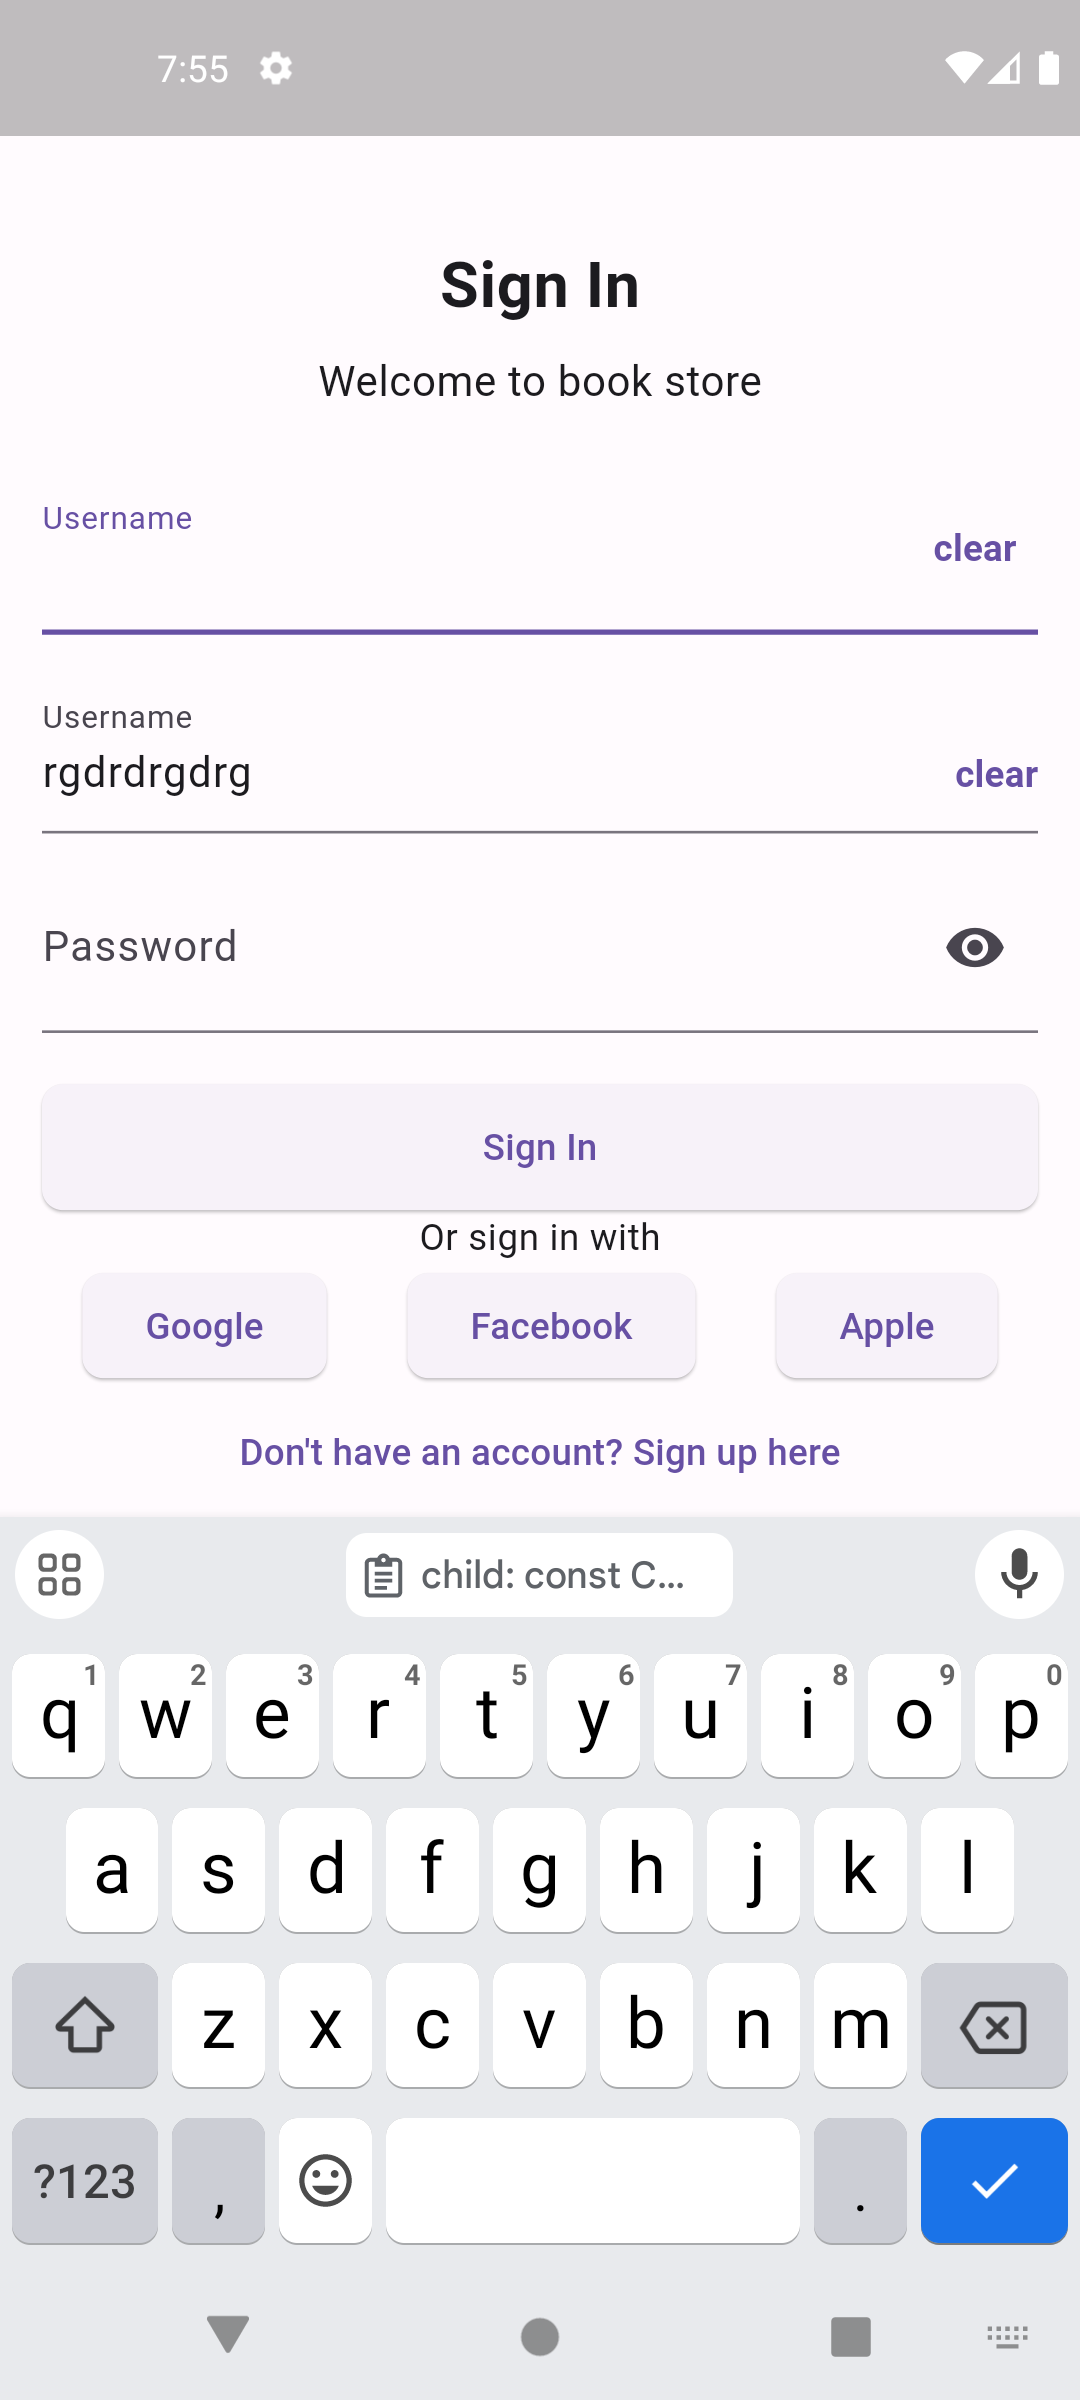 7:55
Sign In
Welcome to book store
Username
clear
Username
rgdrdrgdrg
clear
Password
Sign In
Or sign in with
Google Facebook Apple
Don't have an account? Sign up here
child: const C...
1 2 3 4 5 6 7 8 9 0
q w e r t y u i o p
a s d f g h j k l
z x c v b n m
?123 , .